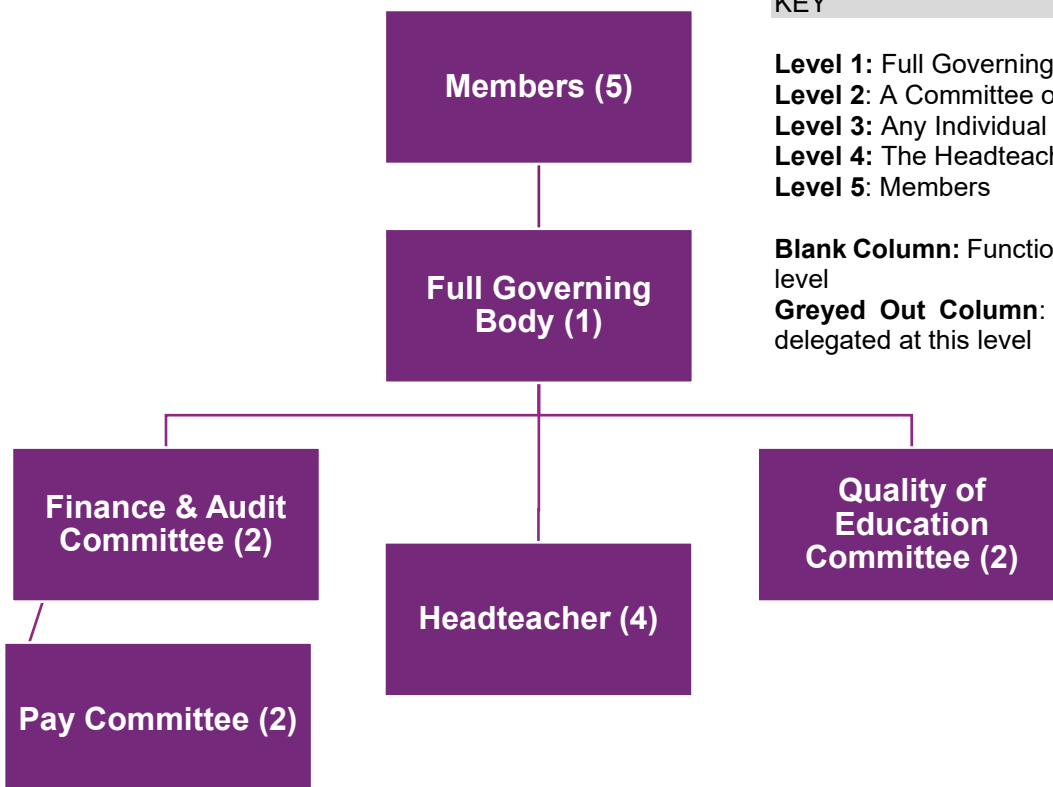 KEY
Members (5)
Level 1: Full Governing
Level 2: A Committee o
Level 3: Any Individual
Level 4: The Headteach
Level 5: Members
Blank Column: Functio
level
Greyed Out Column:
delegated at this level
Full Governing
Body (1)
Finance & Audit
Committee (2)
Headteacher (4)
Quality of
Education
Committee (2)
Pay Committee (2)